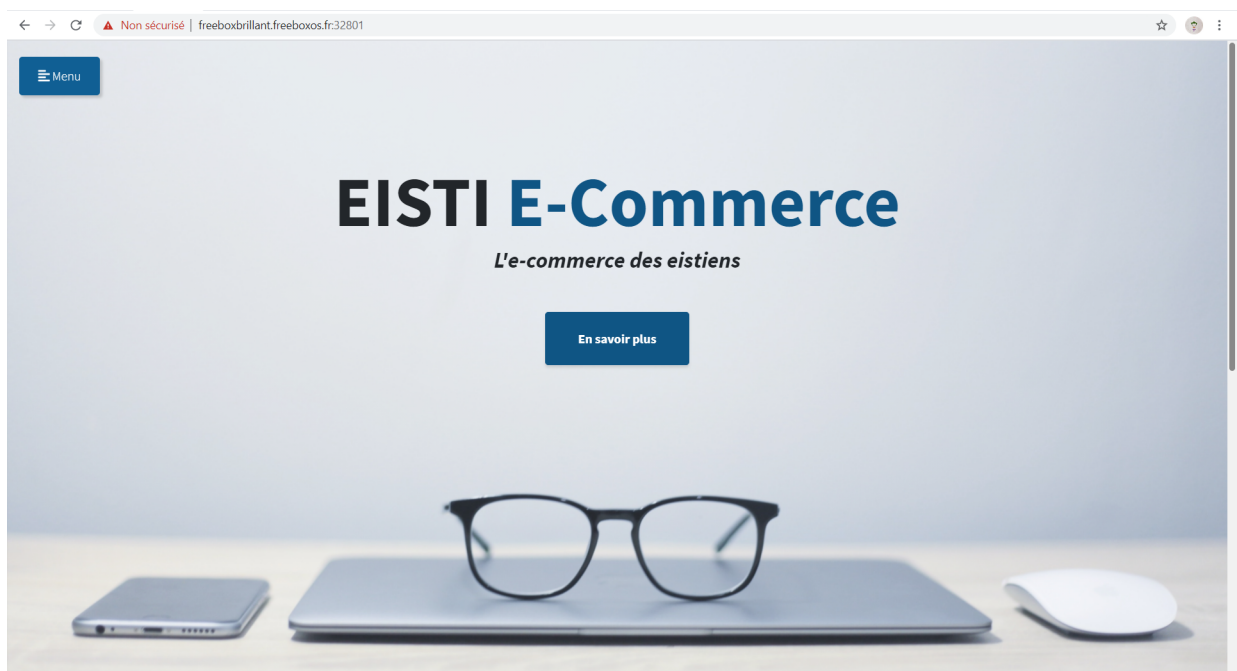 Non sécurisé | freeboxbrillant.freeboxos.fr:32801
Menu
EISTI E-Commerce
L'e-commerce des eistiens
En savoir plus